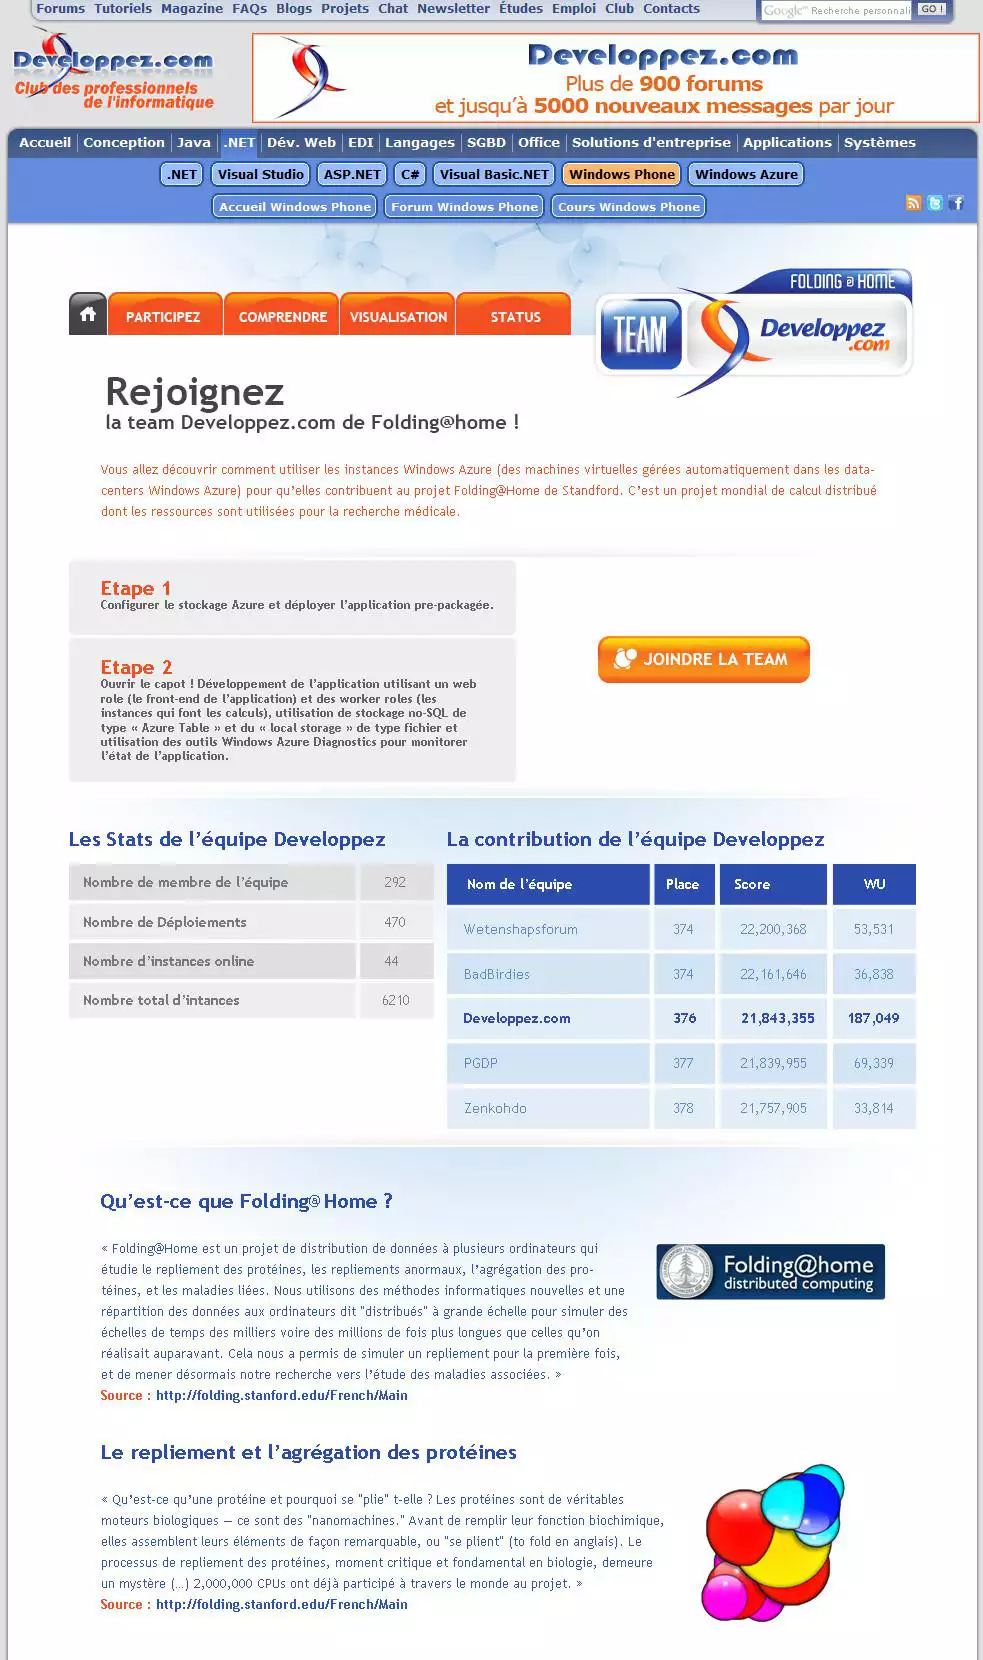 Forums Tutoriels Magazine FAQs Blogs Projets Chat Newsletter Études Emploi Club Contacts
Google™ Recherche personnali GO !
Developpez.com
Club des professionnels
de l'informatique
Developpez.com
Plus de 900 forums
et jusqu'à 5000 nouveaux messages par jour
Accueil Conception Java .NET Dév. Web EDI Langages SGBD Office Solutions d'entreprise Applications Systèmes
.NET Visual Studio ASP.NET C# Visual Basic.NET Windows Phone Windows Azure
Accueil Windows Phone Forum Windows Phone Cours Windows Phone
FOLDING @ HOME
PARTICIPEZ COMPRENDRE VISUALISATION STATUS
TEAM Developpez
.com
Rejoignez
la team Developpez.com de Folding@home !
Vous allez découvrir comment utiliser les instances Windows Azure (des machines virtuelles gérées automatiquement dans les data-
centers Windows Azure) pour qu'elles contribuent au projet Folding@Home de Standford. C'est un projet mondial de calcul distribué
dont les ressources sont utilisées pour la recherche médicale.
Etape 1
Configurer le stockage Azure et déployer l'application pre-packagée.
Etape 2
Ouvrir le capot ! Développement de l'application utilisant un web
role (le front-end de l'application) et des worker roles (les
instances qui font les calculs), utilisation de stockage no-SQL de
type « Azure Table » et du « local storage » de type fichier et
utilisation des outils Windows Azure Diagnostics pour monitorer
l'état de l'application.
JOINDRE LA TEAM
Les Stats de l'équipe Developpez
Nombre de membre de l'équipe 292
Nombre de Déploiements 470
Nombre d'instances online 44
Nombre total d'intances 6210
La contribution de l'équipe Developpez
Nom de l'équipe Place Score WU
Wetenshapsforum 374 22,200,368 53,531
BadBirdies 374 22,161,646 36,838
Developpez.com 376 21,843,355 187,049
PGDP 377 21,839,955 69,339
Zenkohdo 378 21,757,905 33,814
Qu'est-ce que Folding@Home ?
« Folding@Home est un projet de distribution de données à plusieurs ordinateurs qui
étudie le repliement des protéines, les repliements anormaux, l'agrégation des pro-
téines, et les maladies liées. Nous utilisons des méthodes informatiques nouvelles et une
répartition des données aux ordinateurs dit "distribués" à grande échelle pour simuler des
échelles de temps des milliers voire des millions de fois plus longues que celles qu'on
réalisait auparavant. Cela nous a permis de simuler un repliement pour la première fois,
et de mener désormais notre recherche vers l'étude des maladies associées. »
Source : http://folding.stanford.edu/French/Main
Folding@home
distributed computing
Le repliement et l'agrégation des protéines
« Qu'est-ce qu'une protéine et pourquoi se "plie" t-elle ? Les protéines sont de véritables
moteurs biologiques — ce sont des "nanomachines." Avant de remplir leur fonction biochimique,
elles assemblent leurs éléments de façon remarquable, ou "se plient" (to fold en anglais). Le
processus de repliement des protéines, moment critique et fondamental en biologie, demeure
un mystère (...) 2,000,000 CPUs ont déjà participé à travers le monde au projet. »
Source : http://folding.stanford.edu/French/Main